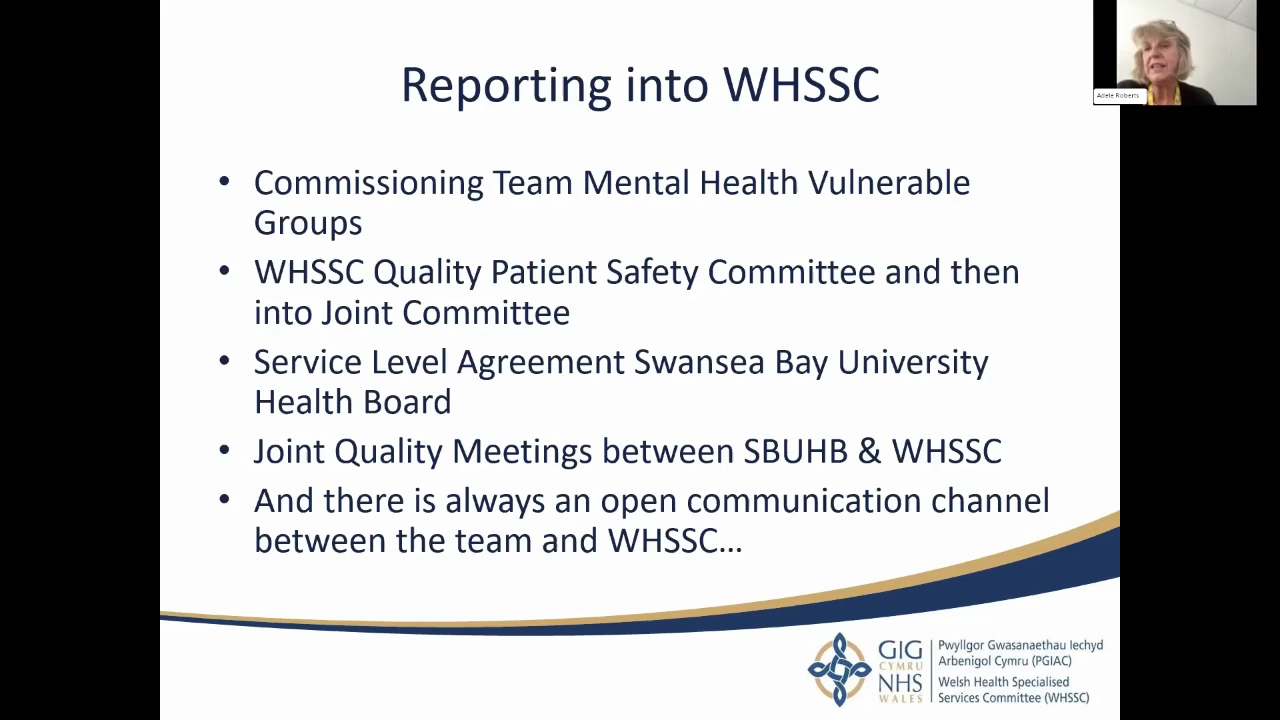 Reporting into WHSSC
Adele Roberts
• Commissioning Team Mental Health Vulnerable
Groups
• WHSSC Quality Patient Safety Committee and then
into Joint Committee
• Service Level Agreement Swansea Bay University
Health Board
• Joint Quality Meetings between SBUHB & WHSSC
• And there is always an open communication channel
between the team and WHSSC…
GIG
CYMRU
NHS
WALES
Pwyllgor Gwasanaethau Iechyd
Arbenigol Cymru (PGIAC)
Welsh Health Specialised
Services Committee (WHSSC)